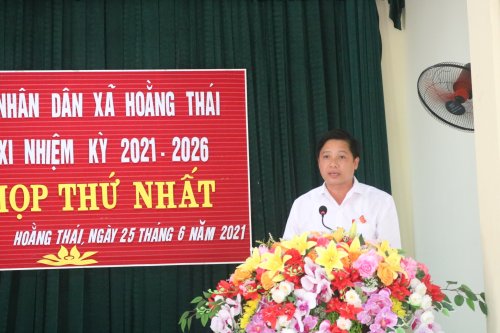 NHÂN DÂN XÃ HOẰNG THÁI
XI NHIỆM KỲ 2021 - 2026
HỌP THỨ NHẤT
HOẰNG THÁI, NGÀY 25 THÁNG 6 NĂM 2021